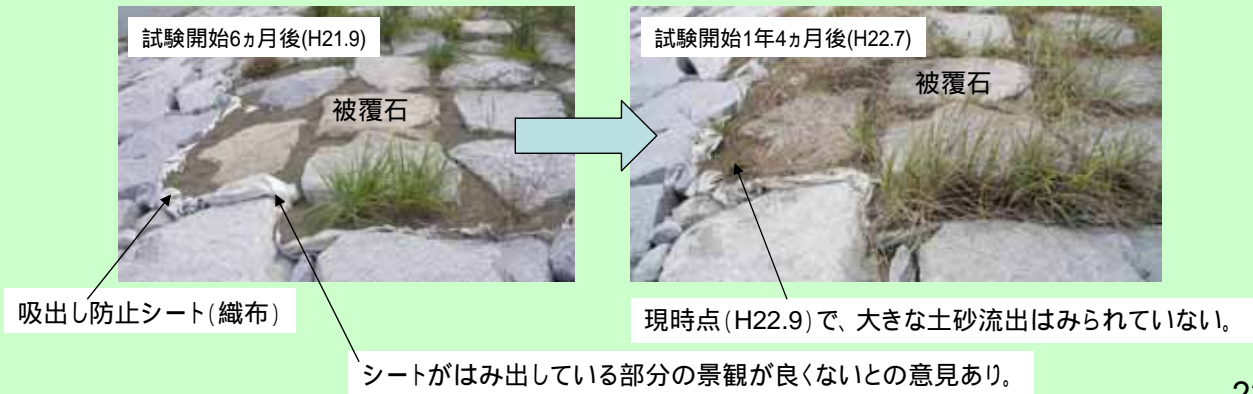 試験開始6ヵ月後(H21.9)
試験開始1年4ヵ月後(H22.7)
被覆石
被覆石
吸出し防止シート(織布)
現時点(H22.9)で、大きな土砂流出はみられていない。
シートがはみ出している部分の景観が良くないとの意見あり。